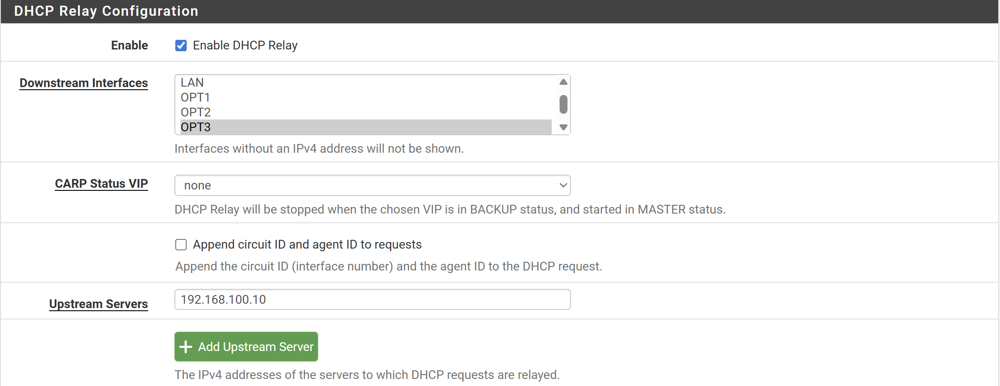 DHCP Relay Configuration
Enable
Enable DHCP Relay
Downstream Interfaces
LAN
OPT1
OPT2
OPT3
Interfaces without an IPv4 address will not be shown.
CARP Status VIP
none
DHCP Relay will be stopped when the chosen VIP is in BACKUP status, and started in MASTER status.
Append circuit ID and agent ID to requests
Append the circuit ID (interface number) and the agent ID to the DHCP request.
Upstream Servers
192.168.100.10
Add Upstream Server
The IPv4 addresses of the servers to which DHCP requests are relayed.